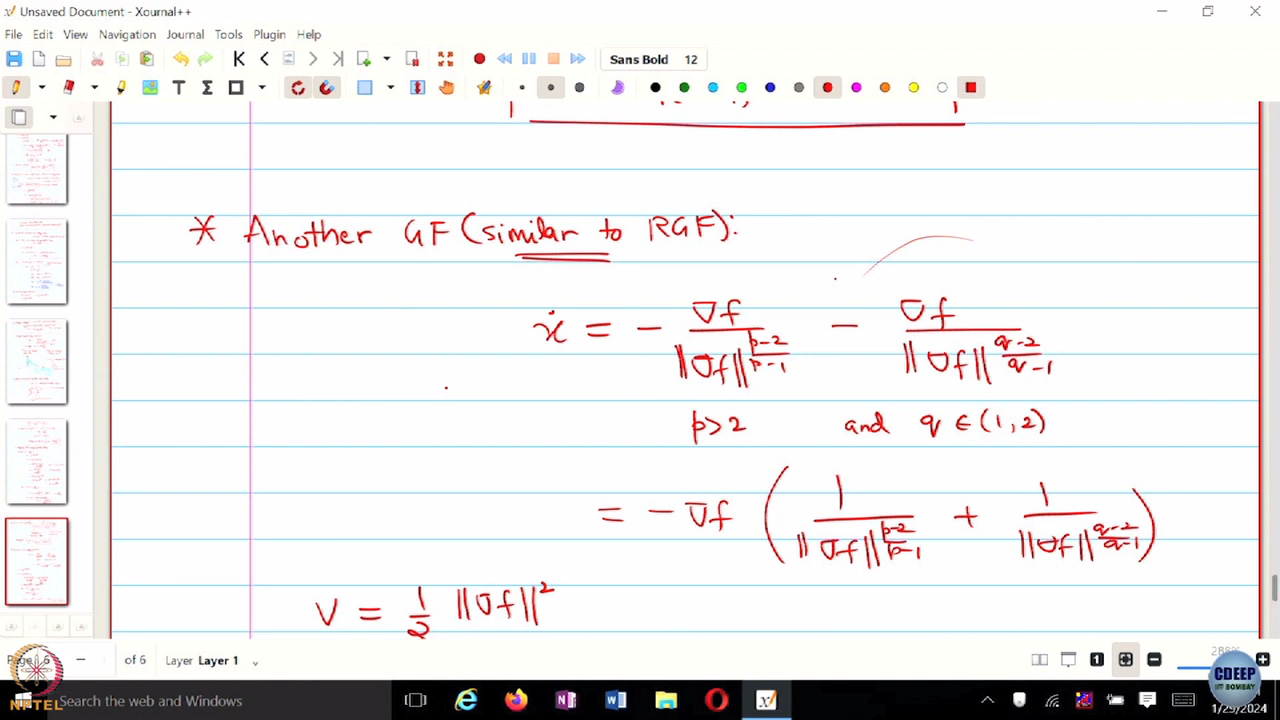 Unsaved Document - Xournal++
File Edit View Navigation Journal Tools Plugin Help
Sans Bold 12
* Another GF (similar to RGF):
ẋ = - ∇f / ||∇f||^((p-2)/(p-1)) - ∇f / ||∇f||^((q-2)/(q-1))
p>2 and q ∈ (1, 2)
= - ∇f ( 1 / ||∇f||^((p-2)/(p-1)) + 1 / ||∇f||^((q-2)/(q-1)) )
V = 1/2 ||∇f||^2
of 6 Layer Layer 1
288%
NPTEL
Search the web and Windows
CDEEP
IIT BOMBAY
1/29/2024